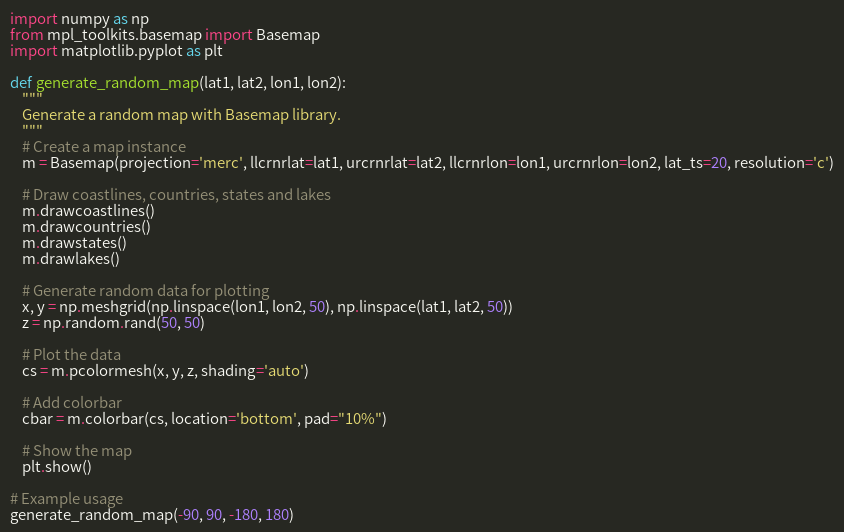 import numpy as np
from mpl_toolkits.basemap import Basemap
import matplotlib.pyplot as plt

def generate_random_map(lat1, lat2, lon1, lon2):
    """
    Generate a random map with Basemap library.
    """
    # Create a map instance
    m = Basemap(projection='merc', llcrnrlat=lat1, urcrnrlat=lat2, llcrnrlon=lon1, urcrnrlon=lon2, lat_ts=20, resolution='c')

    # Draw coastlines, countries, states and lakes
    m.drawcoastlines()
    m.drawcountries()
    m.drawstates()
    m.drawlakes()

    # Generate random data for plotting
    x, y = np.meshgrid(np.linspace(lon1, lon2, 50), np.linspace(lat1, lat2, 50))
    z = np.random.rand(50, 50)

    # Plot the data
    cs = m.pcolormesh(x, y, z, shading='auto')

    # Add colorbar
    cbar = m.colorbar(cs, location='bottom', pad="10%")

    # Show the map
    plt.show()

# Example usage
generate_random_map(-90, 90, -180, 180)